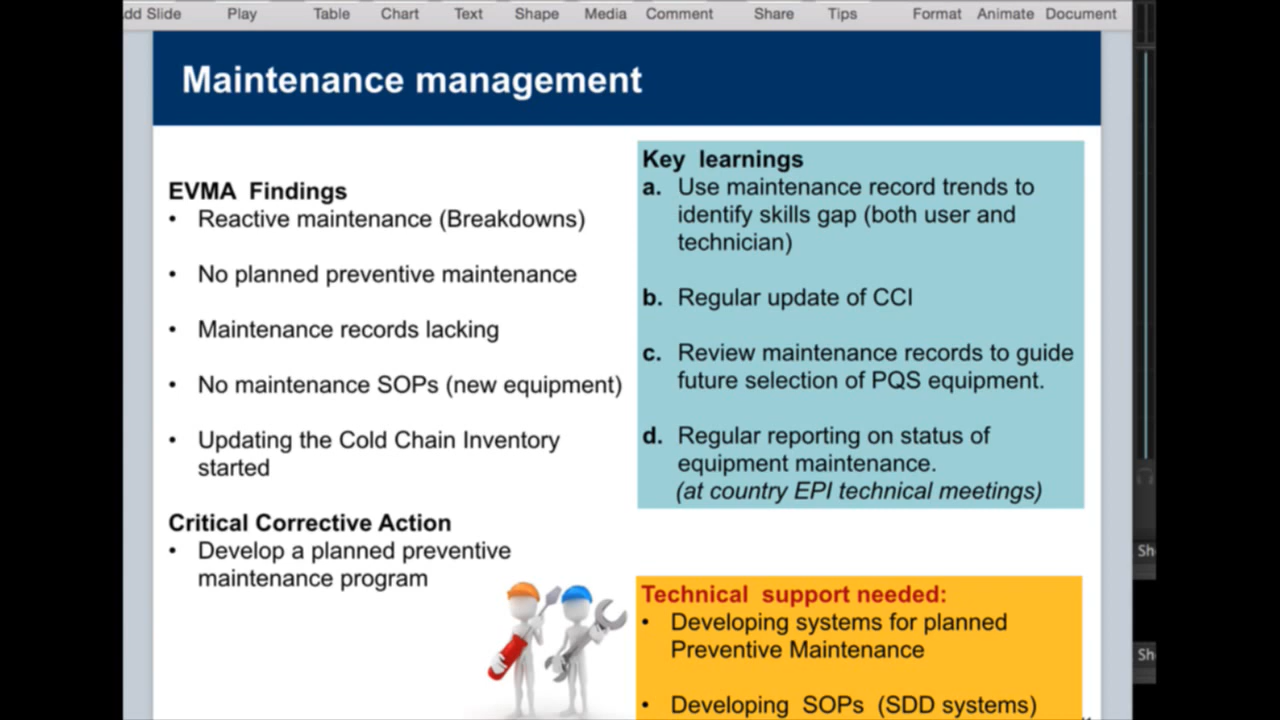 dd Slide Play Table Chart Text Shape Media Comment Share Tips Format Animate Document
Maintenance management
EVMA Findings
• Reactive maintenance (Breakdowns)
• No planned preventive maintenance
• Maintenance records lacking
• No maintenance SOPs (new equipment)
• Updating the Cold Chain Inventory
started
Critical Corrective Action
• Develop a planned preventive
maintenance program
Key learnings
a. Use maintenance record trends to
identify skills gap (both user and
technician)
b. Regular update of CCI
c. Review maintenance records to guide
future selection of PQS equipment.
d. Regular reporting on status of
equipment maintenance.
(at country EPI technical meetings)
Technical support needed:
• Developing systems for planned
Preventive Maintenance
• Developing SOPs (SDD systems)
Sh
Sh